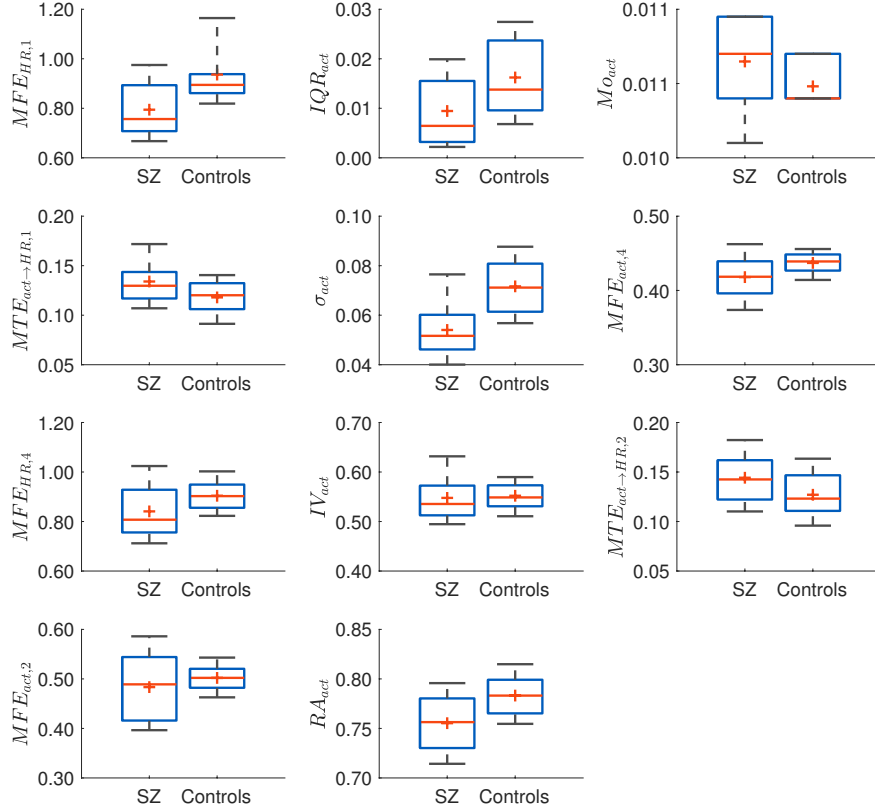 MFE_{HR,1}
1.20
1.00
0.80
0.60
SZ Controls
IQR_{act}
0.03
0.02
0.01
0.00
SZ Controls
Mo_{act}
0.011
0.011
0.010
SZ Controls
MTE_{act→HR,1}
0.20
0.15
0.10
0.05
SZ Controls
σ_{act}
0.10
0.08
0.06
0.04
SZ Controls
MFE_{act,4}
0.50
0.40
0.30
SZ Controls
MFE_{HR,4}
1.20
1.00
0.80
0.60
SZ Controls
IV_{act}
0.70
0.60
0.50
0.40
SZ Controls
MTE_{act→HR,2}
0.20
0.15
0.10
0.05
SZ Controls
MFE_{act,2}
0.60
0.50
0.40
0.30
SZ Controls
RA_{act}
0.85
0.80
0.75
0.70
SZ Controls